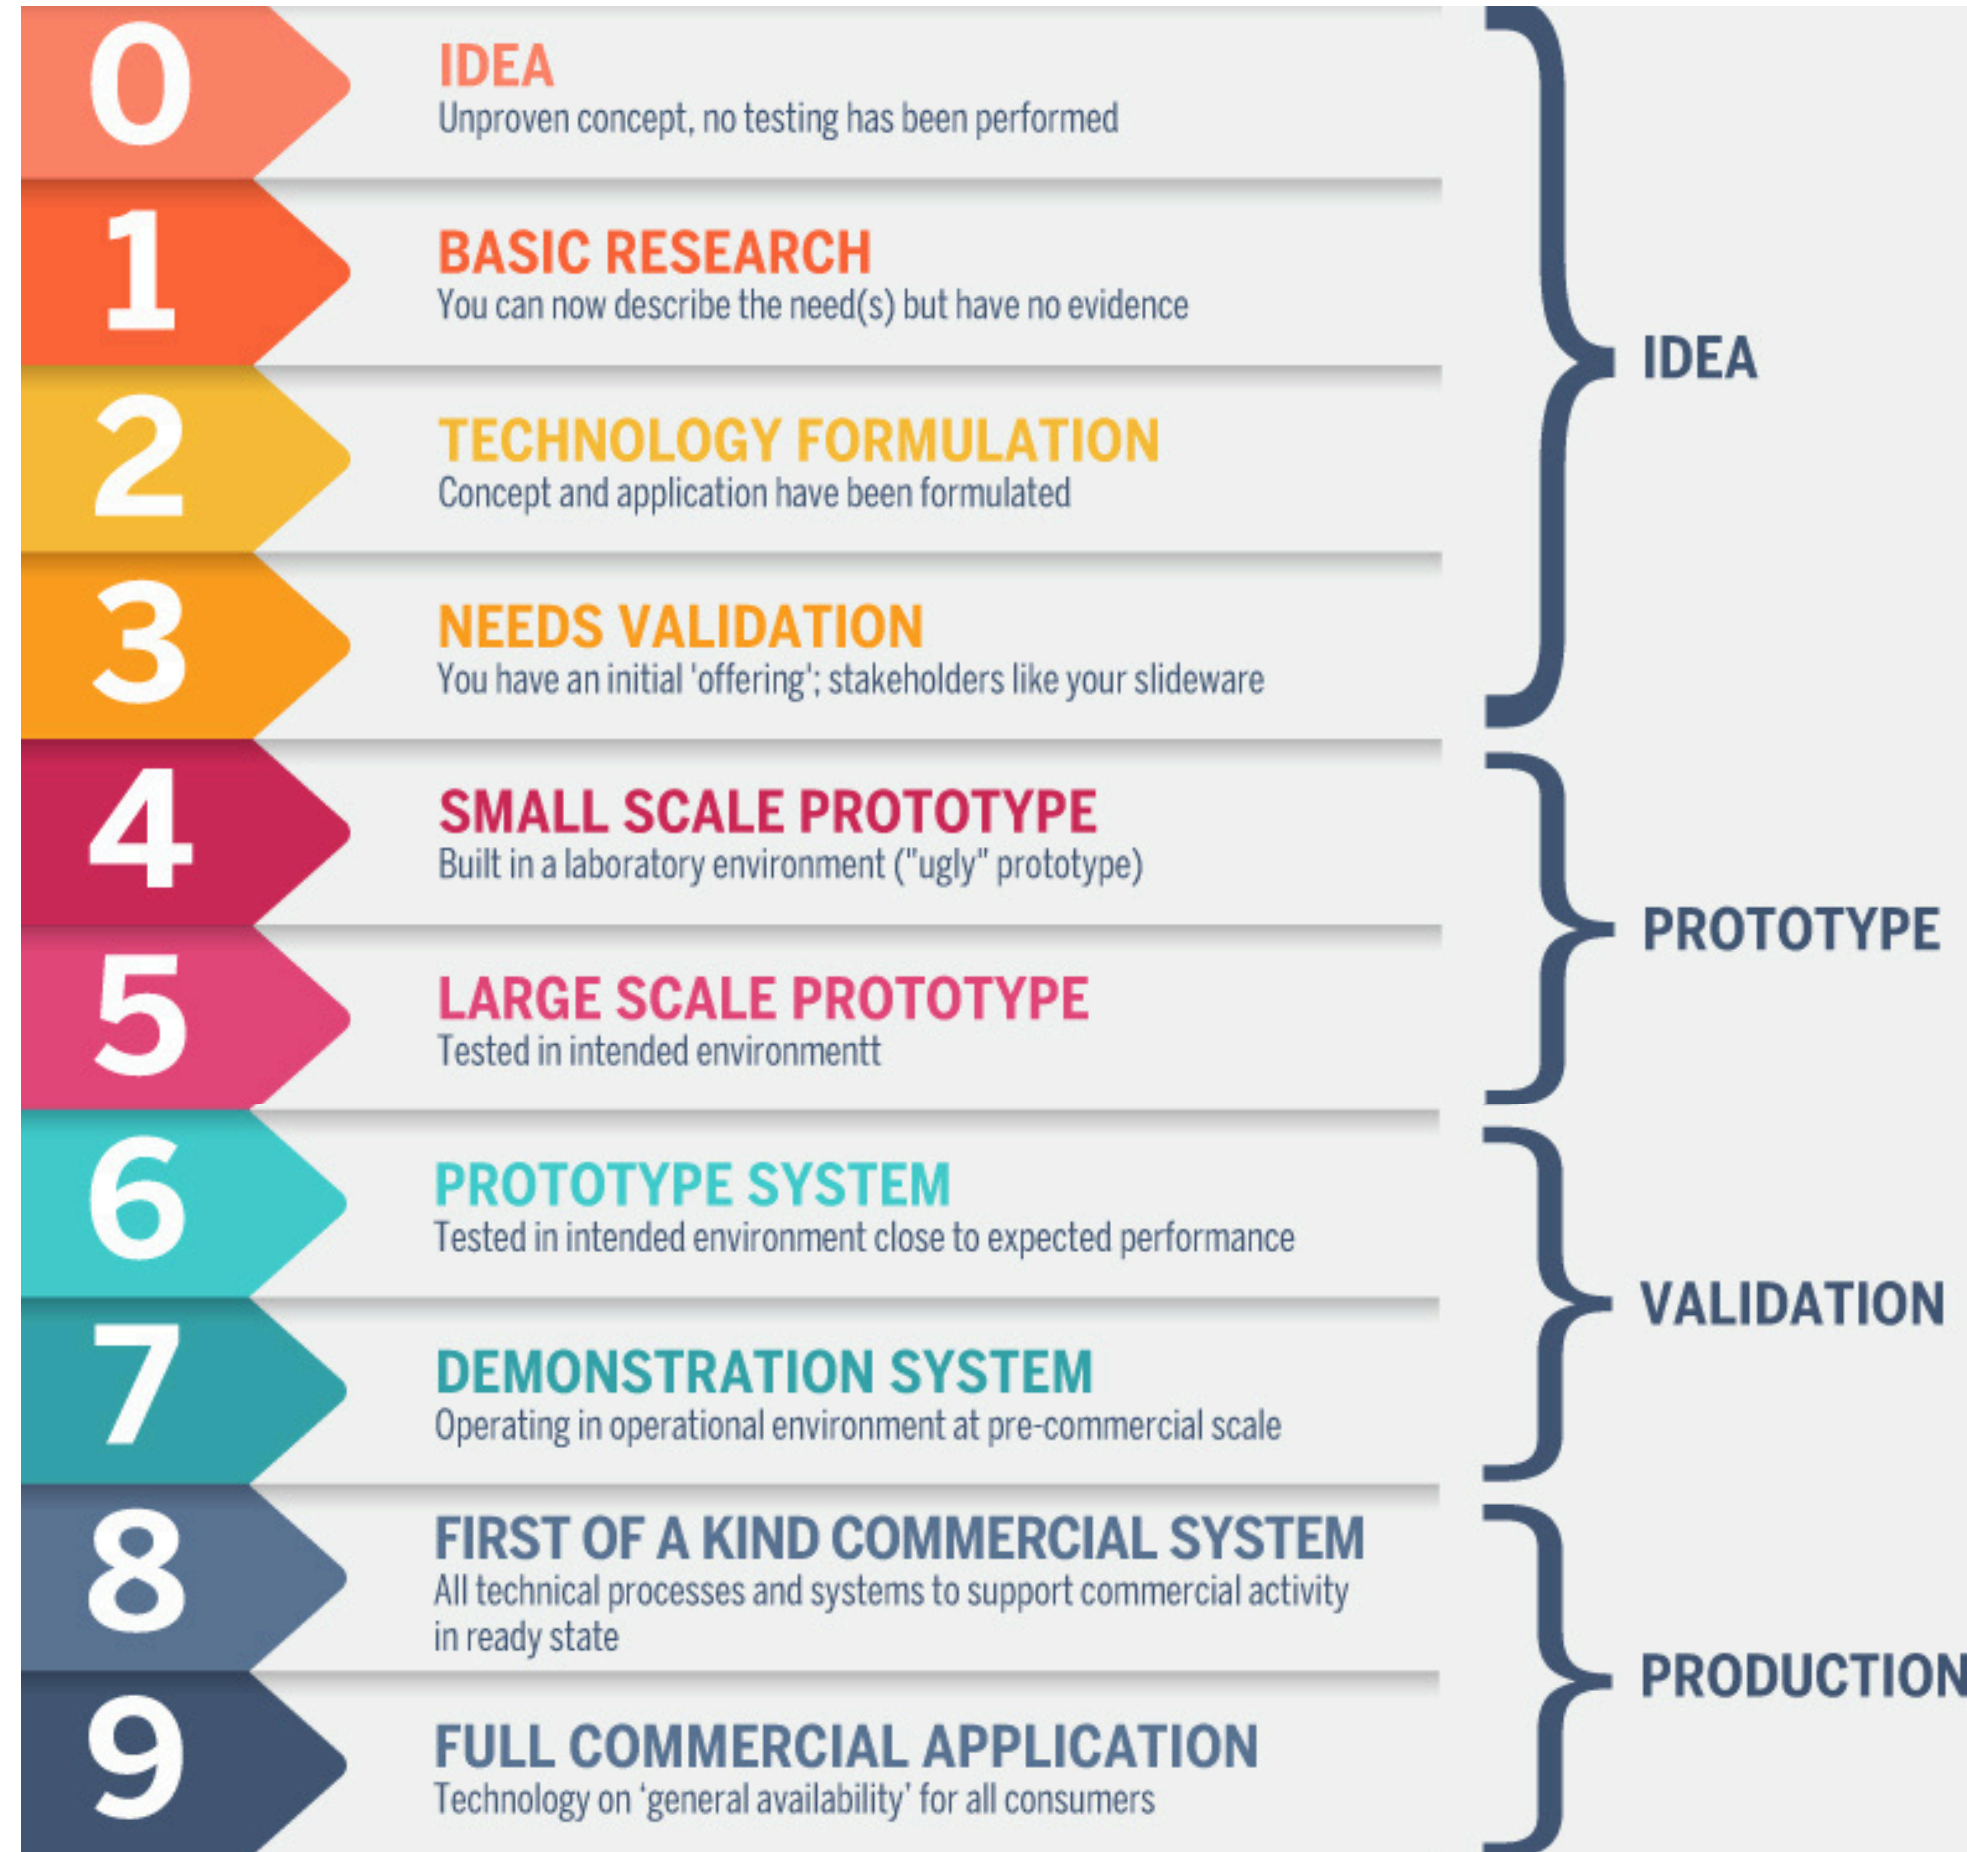 0
IDEA
Unproven concept, no testing has been performed
1
BASIC RESEARCH
You can now describe the need(s) but have no evidence
2
TECHNOLOGY FORMULATION
Concept and application have been formulated
3
NEEDS VALIDATION
You have an initial 'offering'; stakeholders like your slideware
IDEA
4
SMALL SCALE PROTOTYPE
Built in a laboratory environment ("ugly" prototype)
5
LARGE SCALE PROTOTYPE
Tested in intended environmentt
PROTOTYPE
6
PROTOTYPE SYSTEM
Tested in intended environment close to expected performance
7
DEMONSTRATION SYSTEM
Operating in operational environment at pre-commercial scale
VALIDATION
8
FIRST OF A KIND COMMERCIAL SYSTEM
All technical processes and systems to support commercial activity
in ready state
9
FULL COMMERCIAL APPLICATION
Technology on ‘general availability’ for all consumers
PRODUCTION